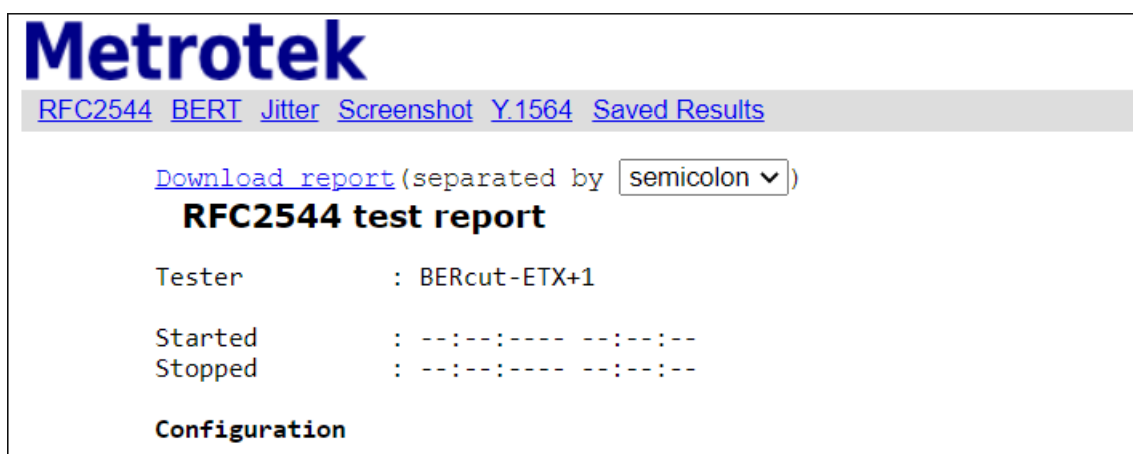 Metrotek
RFC2544 BERT Jitter Screenshot Y.1564 Saved Results
Download report(separated by semicolon)
RFC2544 test report
Tester : BERcut-ETX+1
Started : --:--:---- --:--:--
Stopped : --:--:---- --:--:--
Configuration